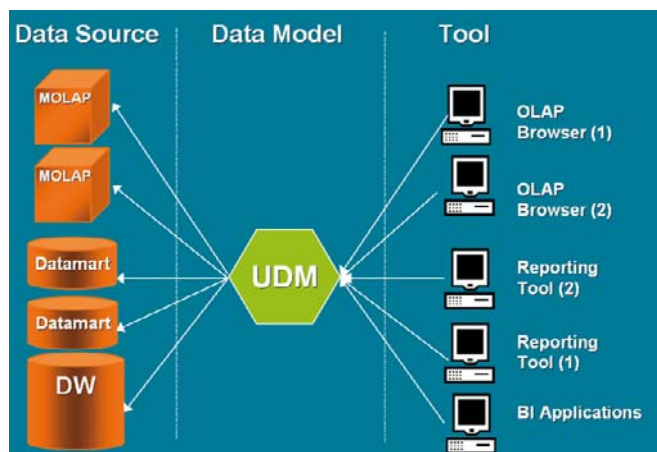 Data Source
Data Model
Tool
MOLAP
MOLAP
Datamart
Datamart
DW
UDM
OLAP
Browser (1)
OLAP
Browser (2)
Reporting
Tool (2)
Reporting
Tool (1)
BI Applications